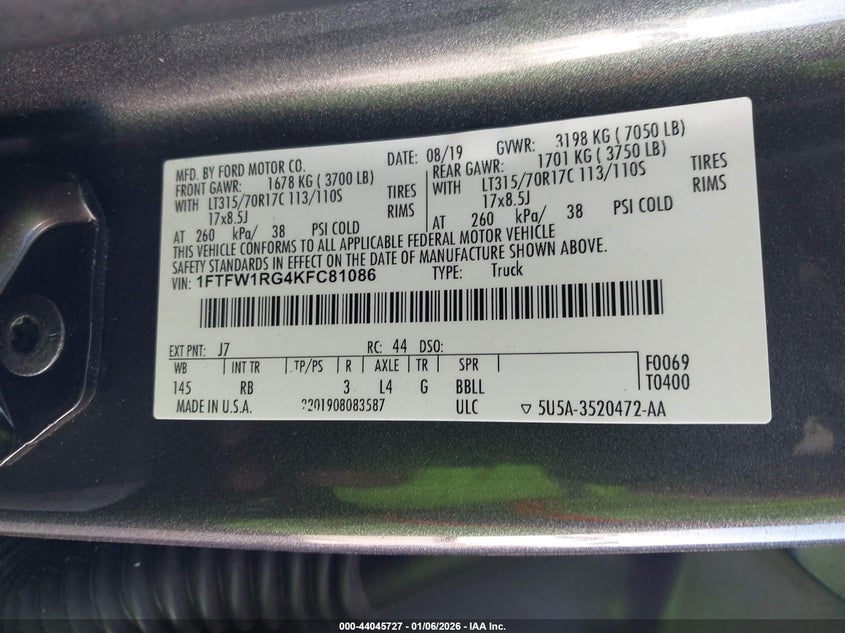 MFD. BY FORD MOTOR CO. DATE: 08/19 GVWR: 3198 KG ( 7050 LB)
FRONT GAWR: 1678 KG ( 3700 LB) REAR GAWR: 1701 KG ( 3750 LB)
WITH LT315/70R17C 113/110S TIRES WITH LT315/70R17C 113/110S TIRES
17x8.5J RIMS 17x8.5J RIMS
AT 260 kPa/ 38 PSI COLD AT 260 kPa/ 38 PSI COLD
THIS VEHICLE CONFORMS TO ALL APPLICABLE FEDERAL MOTOR VEHICLE
SAFETY STANDARDS IN EFFECT ON THE DATE OF MANUFACTURE SHOWN ABOVE.
VIN: 1FTFW1RG4KFC81086 TYPE: Truck
EXT PNT: J7 RC: 44 DSO:
WB INT TR TP/PS R AXLE TR SPR F0069
145 RB 3 L4 G BBLL T0400
MADE IN U.S.A. 201908083587 ULC ▽ 5U5A-3520472-AA
000-44045727 - 01/06/2026 - IAA Inc.